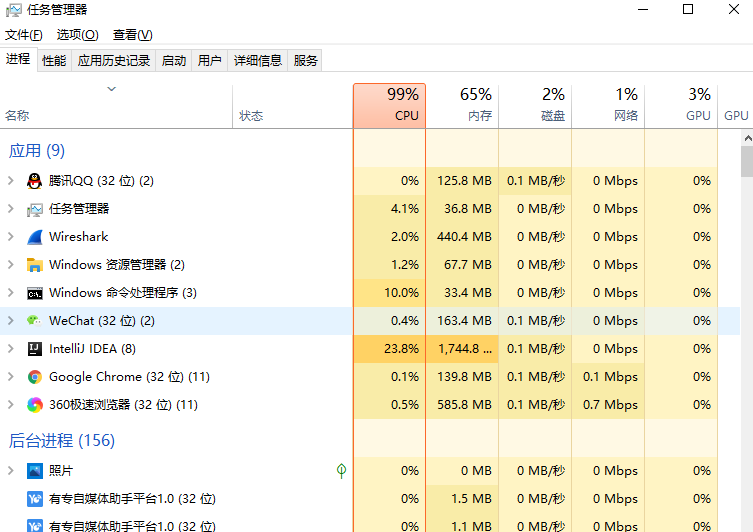 任务管理器
文件(F) 选项(O) 查看(V)
进程 性能 应用历史记录 启动 用户 详细信息 服务
99% 65% 2% 1% 3%
名称 状态 CPU 内存 磁盘 网络 GPU GPU
应用 (9)
腾讯QQ (32 位) (2) 0% 125.8 MB 0.1 MB/秒 0 Mbps 0%
任务管理器 4.1% 36.8 MB 0 MB/秒 0 Mbps 0%
Wireshark 2.0% 440.4 MB 0 MB/秒 0 Mbps 0%
Windows 资源管理器 (2) 1.2% 67.7 MB 0 MB/秒 0 Mbps 0%
C:\. Windows 命令处理程序 (3) 10.0% 33.4 MB 0 MB/秒 0 Mbps 0%
WeChat (32 位) (2) 0.4% 163.4 MB 0.1 MB/秒 0 Mbps 0%
IJ IntelliJ IDEA (8) 23.8% 1,744.8 ... 0.1 MB/秒 0 Mbps 0%
Google Chrome (32 位) (11) 0.1% 139.8 MB 0.1 MB/秒 0.1 Mbps 0%
360极速浏览器 (32 位) (11) 0.5% 585.8 MB 0.1 MB/秒 0.7 Mbps 0%
后台进程 (156)
照片 0% 0 MB 0 MB/秒 0 Mbps 0%
有专自媒体助手平台1.0 (32 位) 0% 1.5 MB 0 MB/秒 0 Mbps 0%
有专自媒体助手平台1.0 (32 位) 0% 1.1 MB 0 MB/秒 0 Mbps 0%